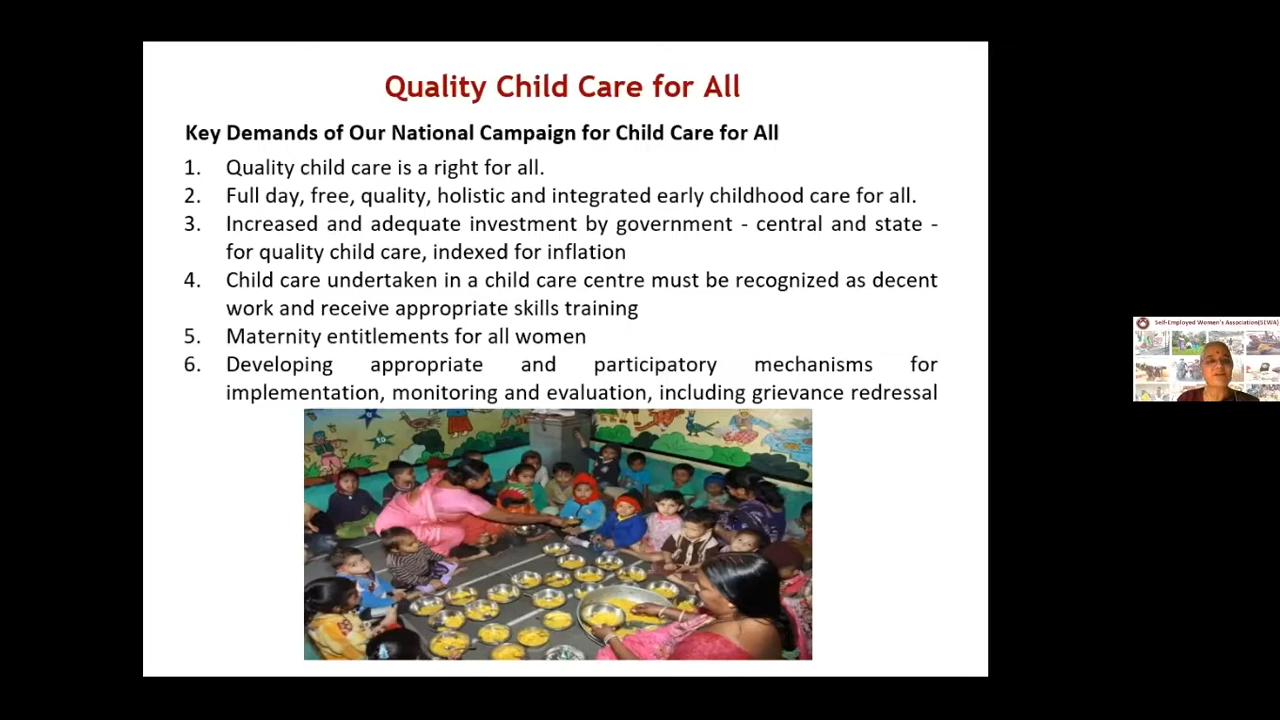 Quality Child Care for All
Key Demands of Our National Campaign for Child Care for All
1. Quality child care is a right for all.
2. Full day, free, quality, holistic and integrated early childhood care for all.
3. Increased and adequate investment by government - central and state -
for quality child care, indexed for inflation
4. Child care undertaken in a child care centre must be recognized as decent
work and receive appropriate skills training
5. Maternity entitlements for all women
6. Developing appropriate and participatory mechanisms for
implementation, monitoring and evaluation, including grievance redressal
Self-Employed Women's Association(SEWA)